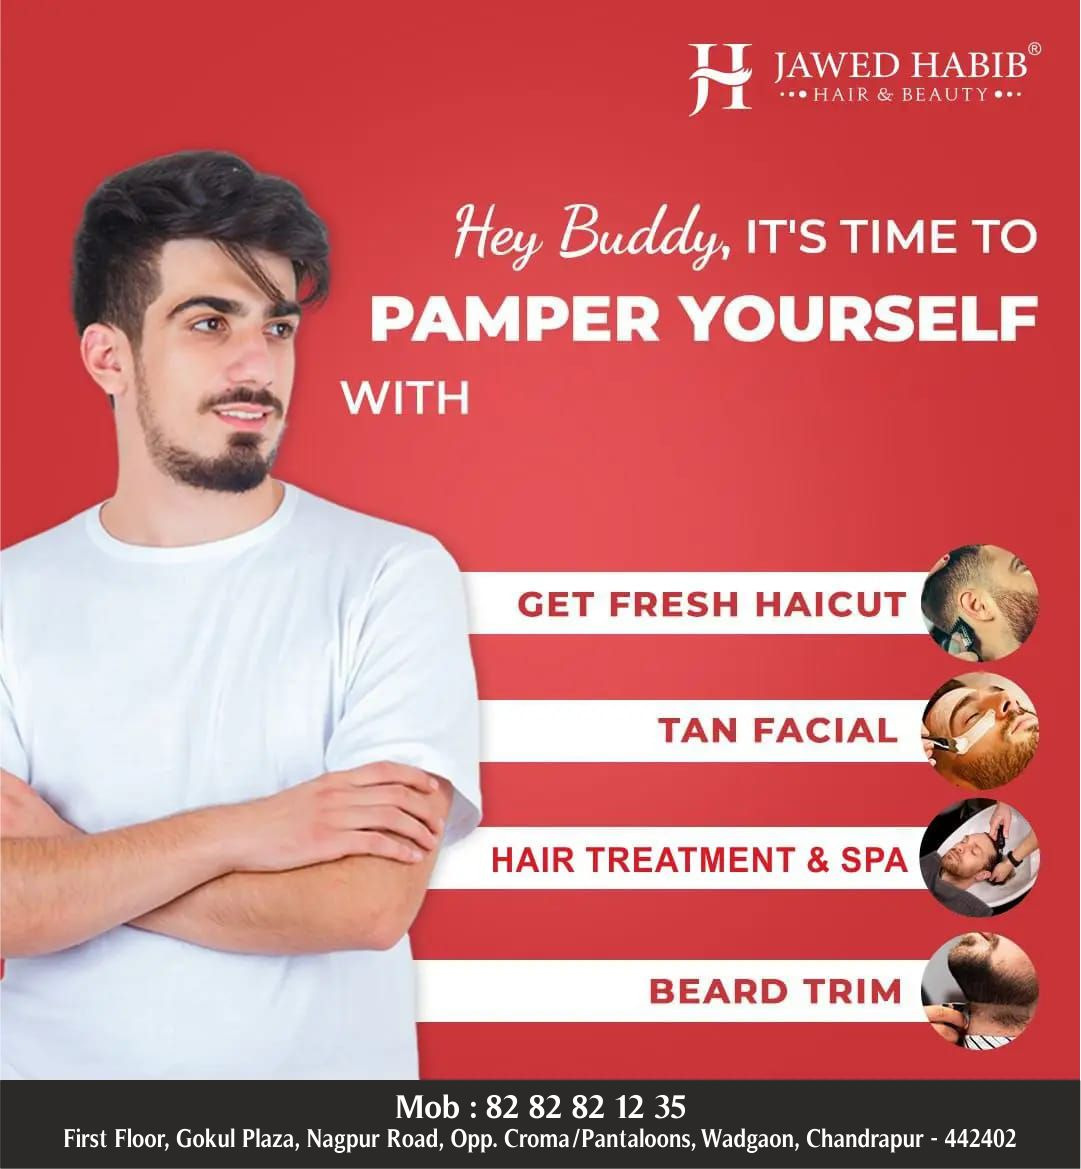 JAWED HABIB®
•••HAIR & BEAUTY•••
Hey Buddy, IT'S TIME TO
PAMPER YOURSELF
WITH
GET FRESH HAICUT
TAN FACIAL
HAIR TREATMENT & SPA
BEARD TRIM
Mob : 82 82 82 12 35
First Floor, Gokul Plaza, Nagpur Road, Opp. Croma/Pantaloons, Wadgaon, Chandrapur - 442402